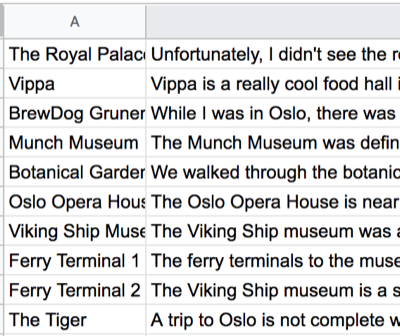 A
The Royal Palac Unfortunately, I didn't see the r
Vippa Vippa is a really cool food hall i
BrewDog Gruner While I was in Oslo, there was
Munch Museum The Munch Museum was defin
Botanical Garder We walked through the botanic
Oslo Opera Hous The Oslo Opera House is near
Viking Ship Muse The Viking Ship museum was a
Ferry Terminal 1 The ferry terminals to the muse
Ferry Terminal 2 The Viking Ship museum is a s
The Tiger A trip to Oslo is not complete w